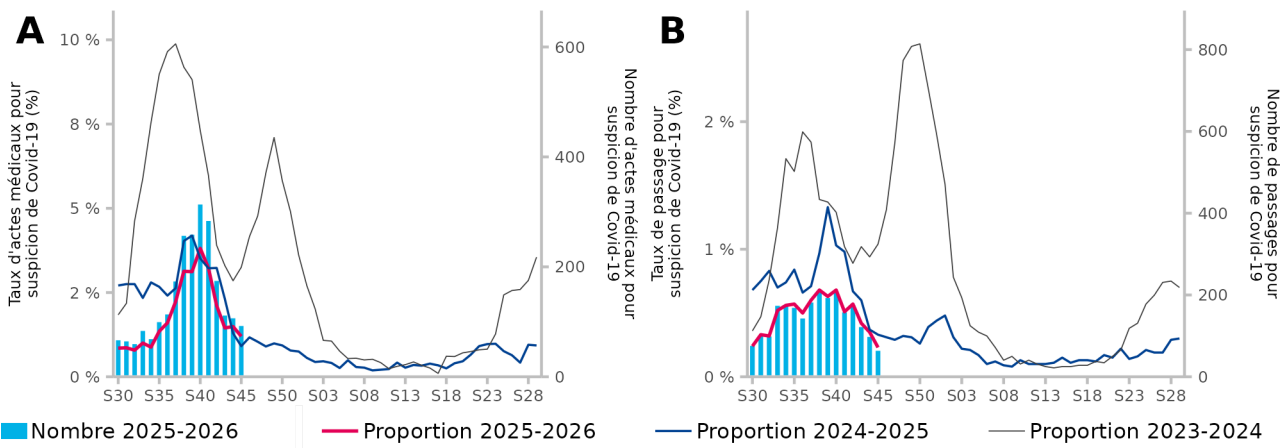 A
Taux d'actes médicaux pour
suspicion de Covid-19 (%)
10 %
8 %
5 %
2 %
0 %
600
400
200
0
Nombre d'actes médicaux pour
suspicion de Covid-19
S30 S35 S40 S45 S50 S03 S08 S13 S18 S23 S28
B
Taux de passage pour
suspicion de Covid-19 (%)
2 %
1 %
0 %
800
600
400
200
0
Nombre de passages pour
suspicion de Covid-19
S30 S35 S40 S45 S50 S03 S08 S13 S18 S23 S28
Nombre 2025-2026 Proportion 2025-2026 Proportion 2024-2025 Proportion 2023-2024